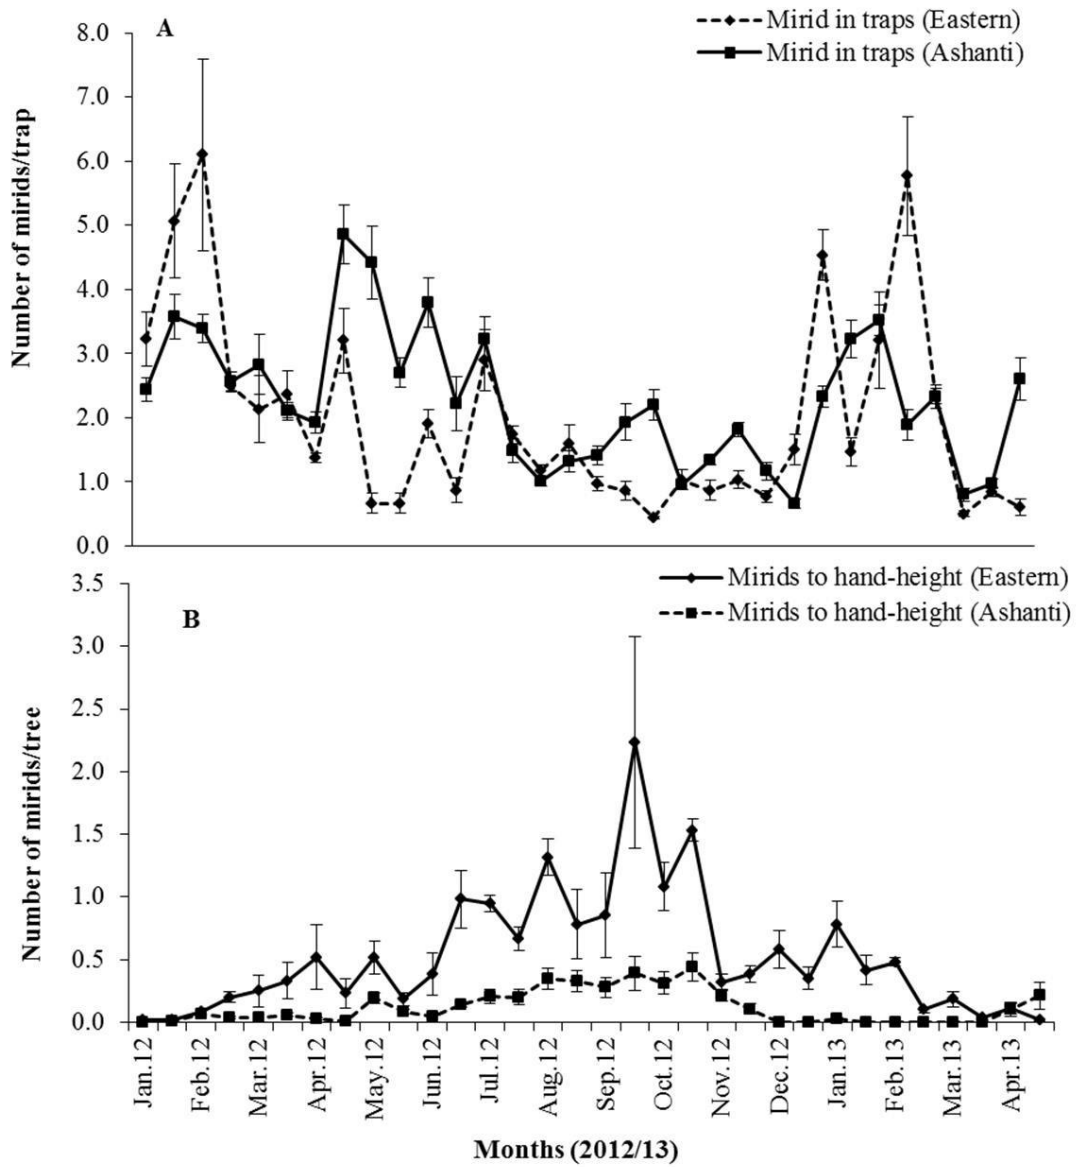 A
Mirid in traps (Eastern)
Mirid in traps (Ashanti)
Number of mirids/trap
8.0
7.0
6.0
5.0
4.0
3.0
2.0
1.0
0.0
B
Mirids to hand-height (Eastern)
Mirids to hand-height (Ashanti)
Number of mirids/tree
3.5
3.0
2.5
2.0
1.5
1.0
0.5
0.0
Jan.12
Feb.12
Mar.12
Apr.12
May.12
Jun.12
Jul.12
Aug.12
Sep.12
Oct.12
Nov.12
Dec.12
Jan.13
Feb.13
Mar.13
Apr.13
Months (2012/13)